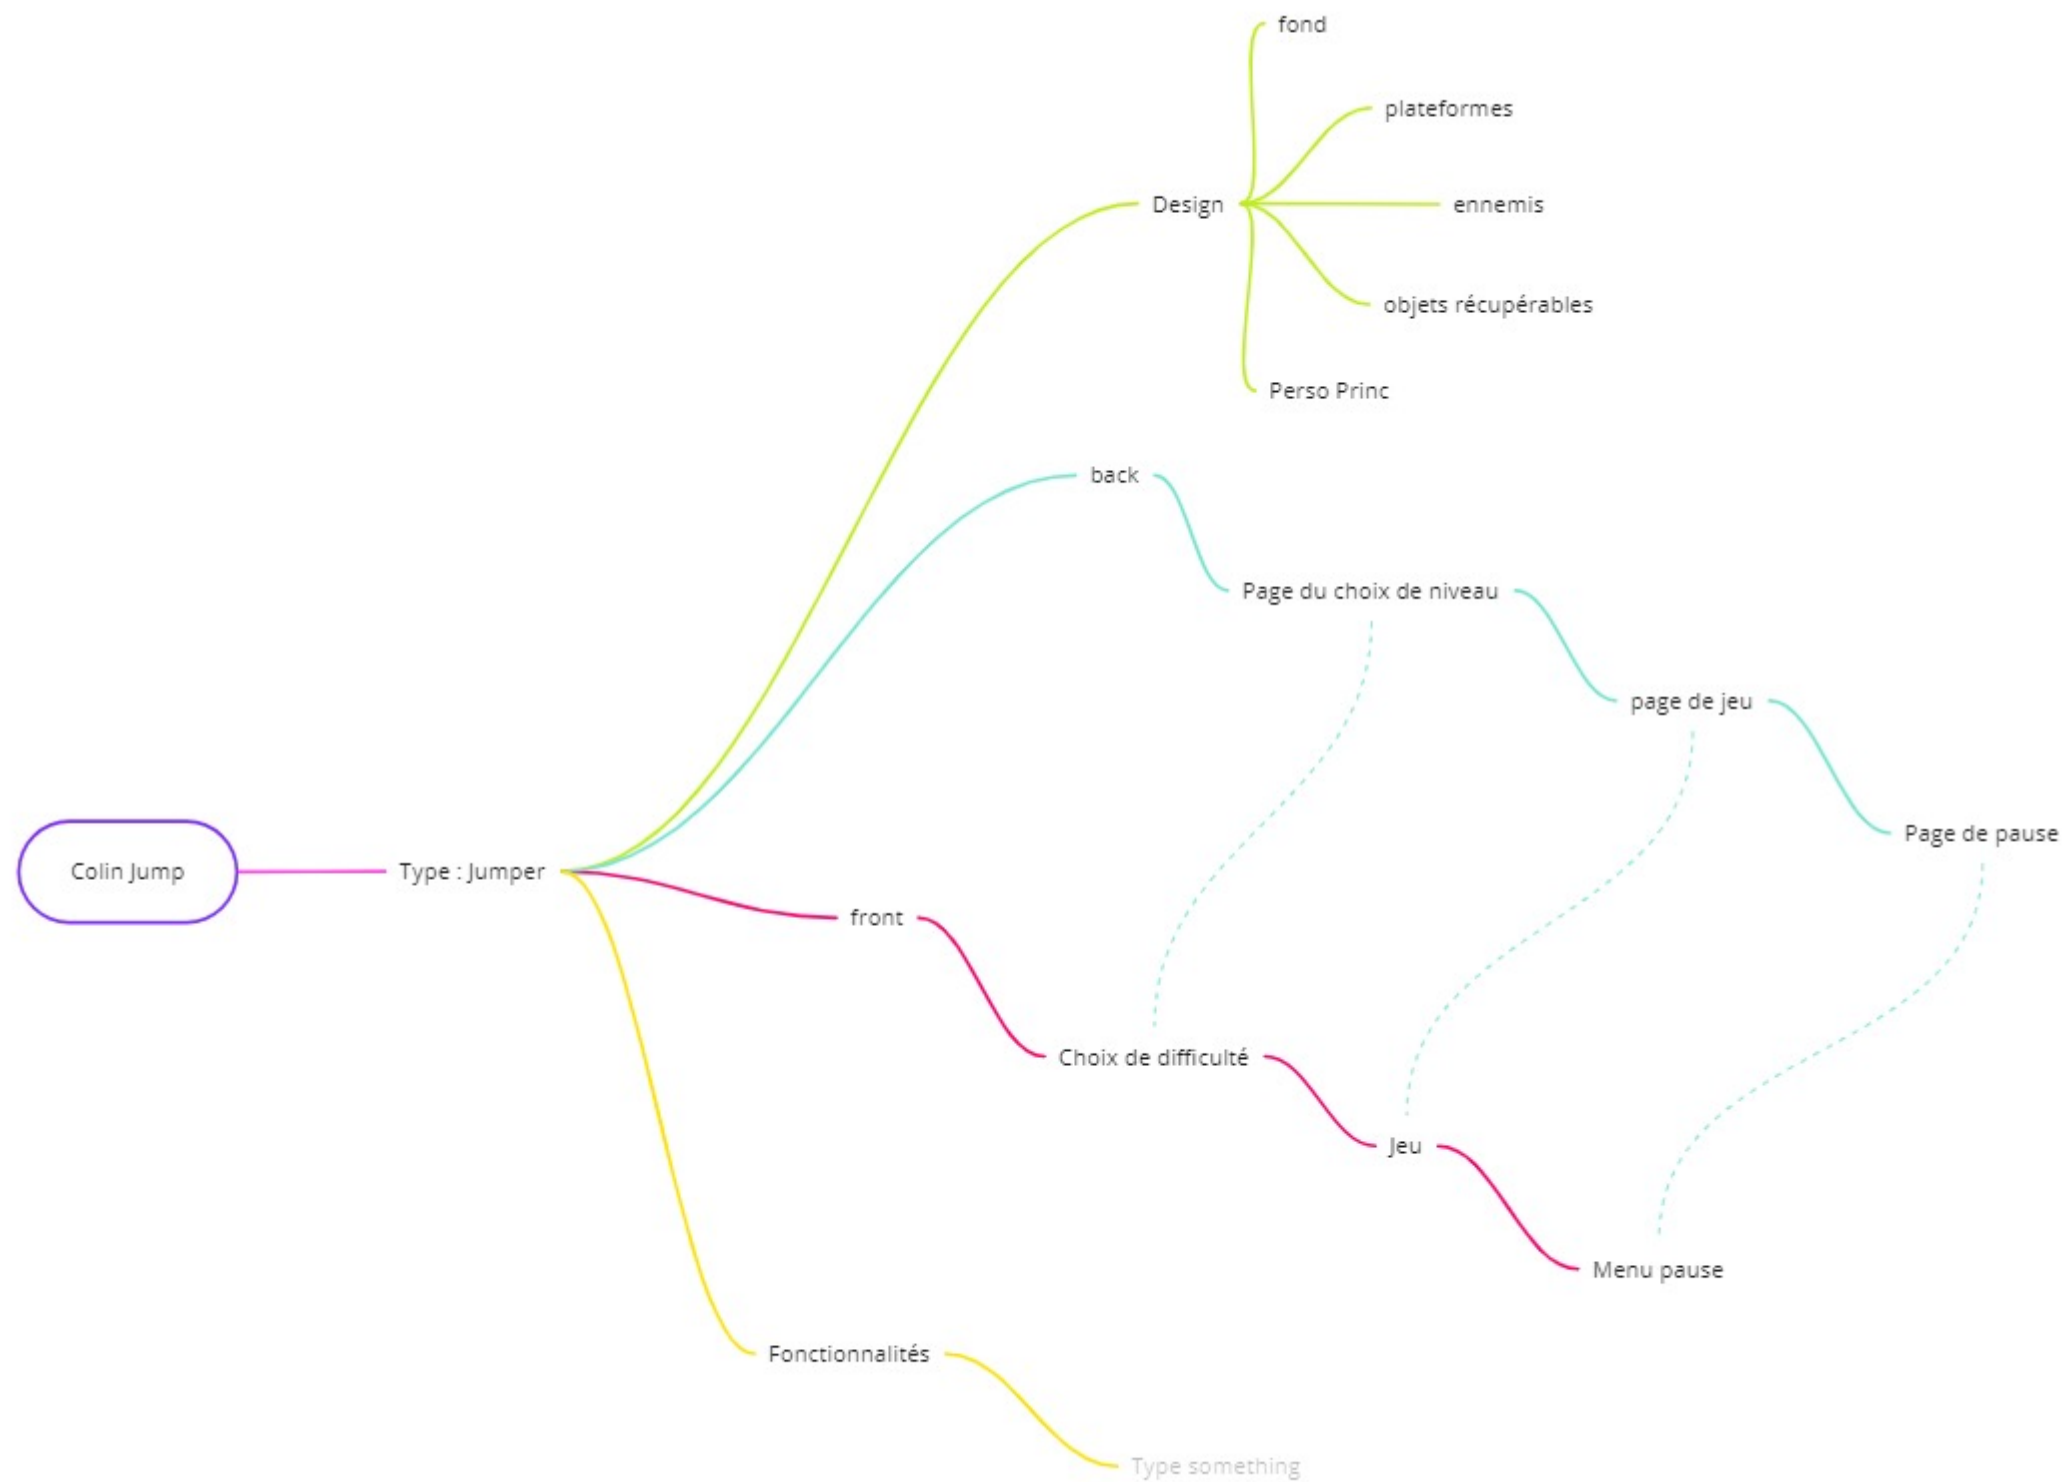 Colin Jump
Type : Jumper
Design
fond
plateformes
ennemis
objets récupérables
Perso Princ
back
Page du choix de niveau
page de jeu
Page de pause
front
Choix de difficulté
Jeu
Menu pause
Fonctionnalités
Type something